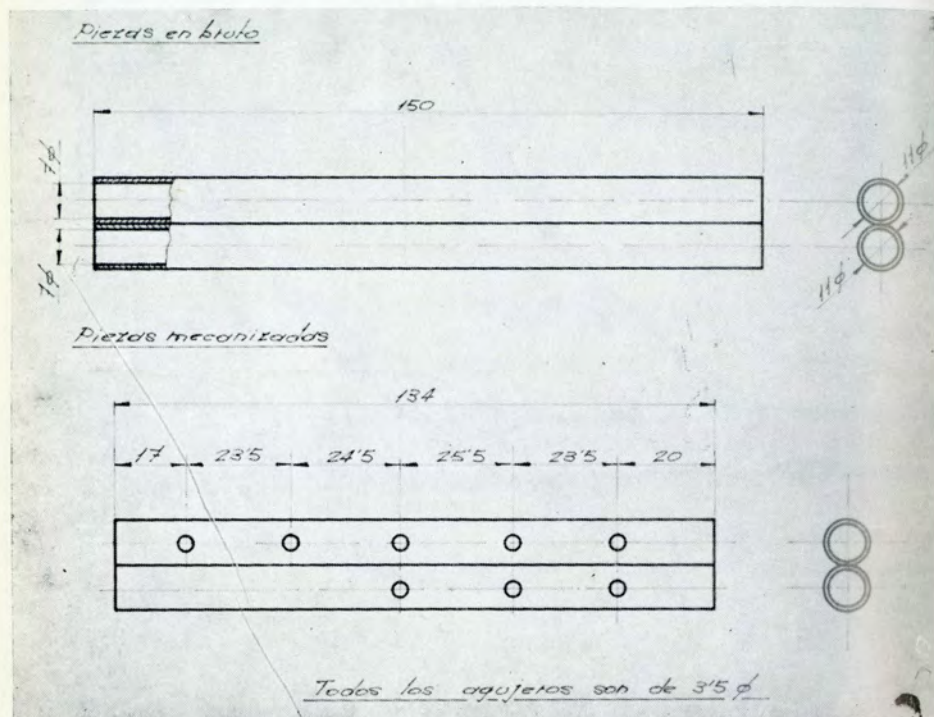 Piezas en bruto
150
7ϕ
11ϕ
7ϕ
11ϕ
Piezas mecanizadas
134
17 23'5 24'5 25'5 23'5 20
Todos los agujeros son de 3'5 ϕ